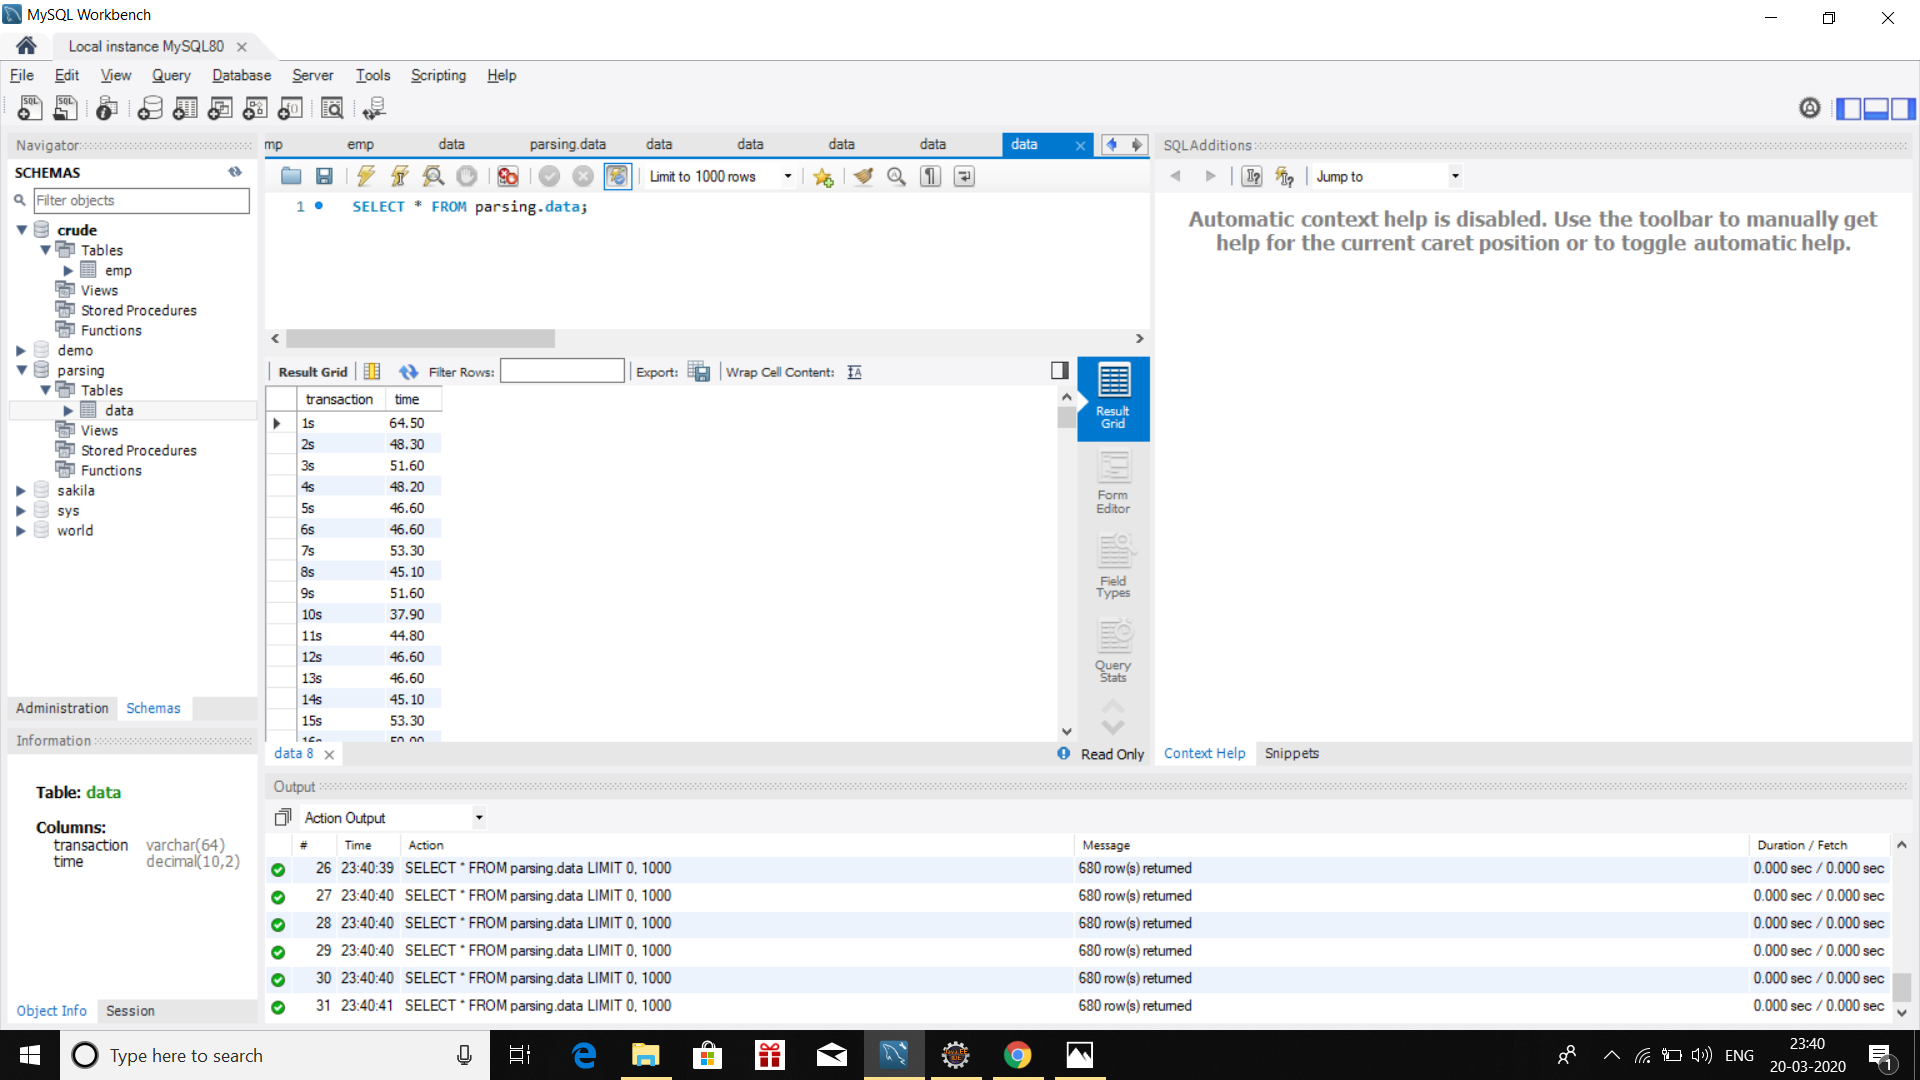 MySQL Workbench
Local instance MySQL80
File Edit View Query Database Server Tools Scripting Help
Navigator
SCHEMAS
Filter objects
crude
Tables
emp
Views
Stored Procedures
Functions
demo
parsing
Tables
data
Views
Stored Procedures
Functions
sakila
sys
world
Administration Schemas
Information
Table: data
Columns:
transaction varchar(64)
time decimal(10,2)
Object Info Session
mp emp data parsing.data data data data data data
Limit to 1000 rows
1 SELECT * FROM parsing.data;
Result Grid Filter Rows: Export: Wrap Cell Content:
transaction time
1s 64.50
2s 48.30
3s 51.60
4s 48.20
5s 46.60
6s 46.60
7s 53.30
8s 45.10
9s 51.60
10s 37.90
11s 44.80
12s 46.60
13s 46.60
14s 45.10
15s 53.30
16s 50.00
Result Grid
Form Editor
Field Types
Query Stats
data 8
Read Only
SQLAdditions
Jump to
Automatic context help is disabled. Use the toolbar to manually get
help for the current caret position or to toggle automatic help.
Context Help Snippets
Output
Action Output
# Time Action Message Duration / Fetch
26 23:40:39 SELECT * FROM parsing.data LIMIT 0, 1000 680 row(s) returned 0.000 sec / 0.000 sec
27 23:40:40 SELECT * FROM parsing.data LIMIT 0, 1000 680 row(s) returned 0.000 sec / 0.000 sec
28 23:40:40 SELECT * FROM parsing.data LIMIT 0, 1000 680 row(s) returned 0.000 sec / 0.000 sec
29 23:40:40 SELECT * FROM parsing.data LIMIT 0, 1000 680 row(s) returned 0.000 sec / 0.000 sec
30 23:40:40 SELECT * FROM parsing.data LIMIT 0, 1000 680 row(s) returned 0.000 sec / 0.000 sec
31 23:40:41 SELECT * FROM parsing.data LIMIT 0, 1000 680 row(s) returned 0.000 sec / 0.000 sec
Type here to search
ENG
23:40
20-03-2020
1